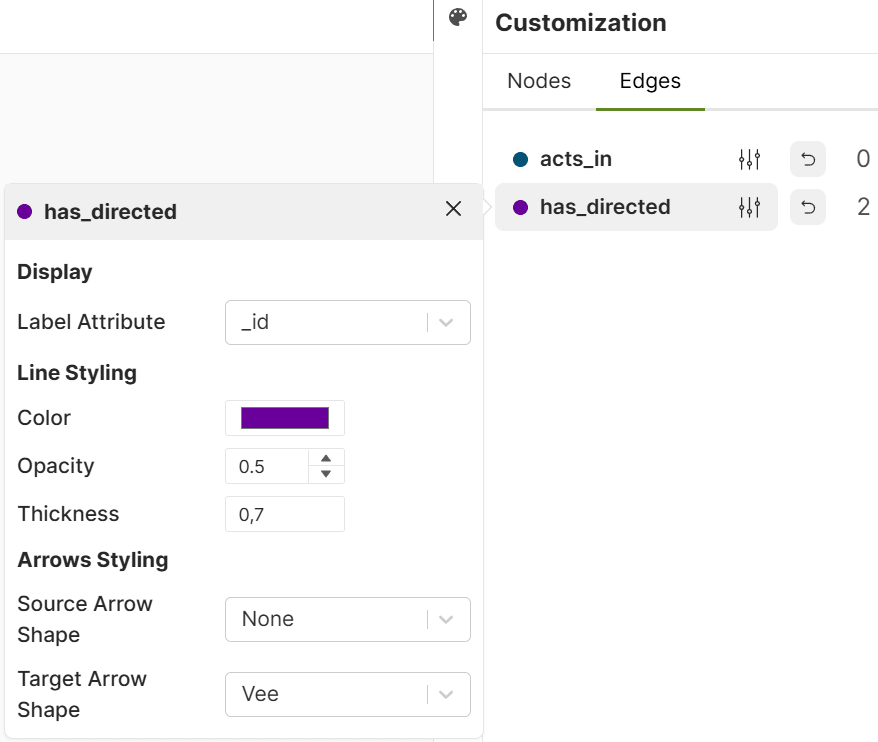 Customization
Nodes Edges
acts_in 0
has_directed 2
has_directed
Display
Label Attribute _id
Line Styling
Color
Opacity 0.5
Thickness 0,7
Arrows Styling
Source Arrow
Shape
None
Target Arrow
Shape
Vee